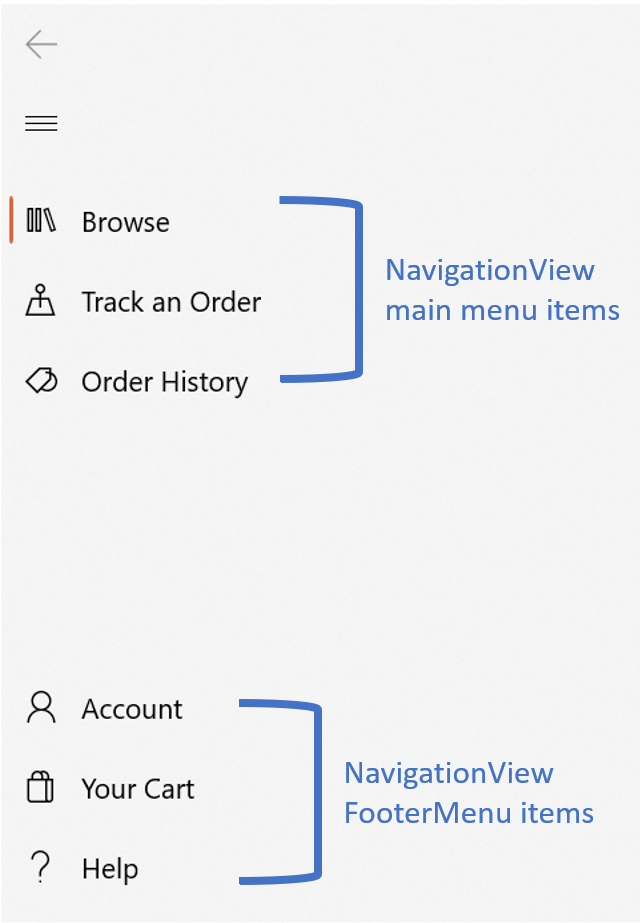 Browse
Track an Order
Order History
NavigationView
main menu items
Account
Your Cart
Help
NavigationView
FooterMenu items